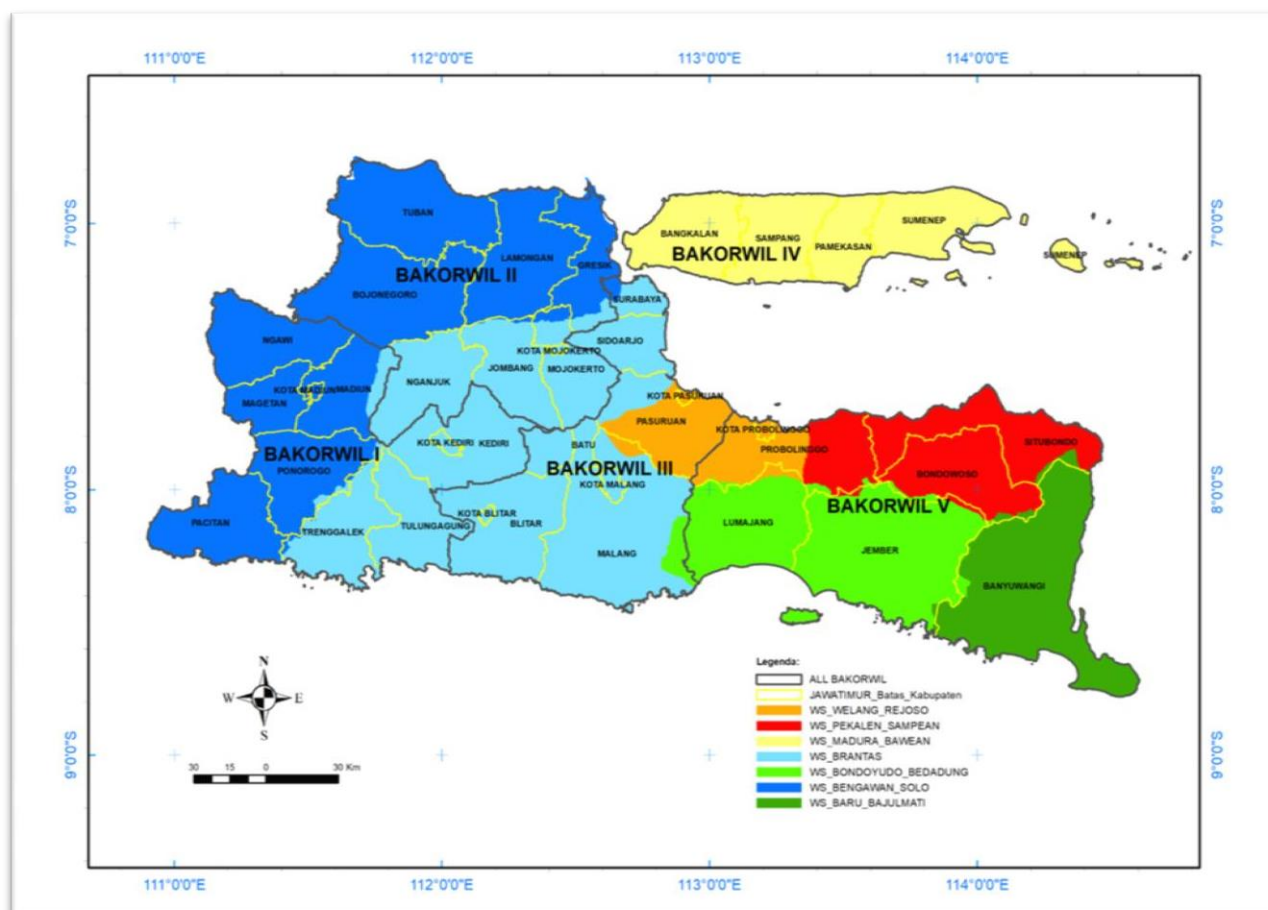 111°0'0"E
112°0'0"E
113°0'0"E
114°0'0"E
7°0'0"S
7°0'0"S
8°0'0"S
8°0'0"S
9°0'0"S
9°0'0"S
TUBAN
LAMONGAN
GRESIK
BAKORWIL II
BOJONEGORO
BANGKALAN
SAMPANG
PAMEKASAN
SUMENEP
BAKORWIL IV
SUMENEP
SURABAYA
NGAWI
SIDOARJO
KOTA MOJOKERTO
JOMBANG
MOJOKERTO
NGANJUK
KOTA MADIUN
MADIUN
MAGETAN
KOTA PASURUAN
PASURUAN
KOTA PROBOLINGGO
PROBOLINGGO
SITUBONDO
BONDOWOSO
KOTA KEDIRI
KEDIRI
BATU
BAKORWIL I
PONOROGO
BAKORWIL III
KOTA MALANG
BAKORWIL V
PACITAN
TRENGGALEK
TULUNGAGUNG
KOTA BLITAR
BLITAR
LUMAJANG
MALANG
JEMBER
BANYUWANGI
N
W
E
S
30
15
0
30 Km
Legenda:
ALL BAKORWIL
JAWATIMUR_Batas_Kabupaten
WS_WELANG_REJOSO
WS_PEKALEN_SAMPEAN
WS_MADURA_BAWEAN
WS_BRANTAS
WS_BONDOYUDO_BEDADUNG
WS_BENGAWAN_SOLO
WS_BARU_BAJULMATI
111°0'0"E
112°0'0"E
113°0'0"E
114°0'0"E